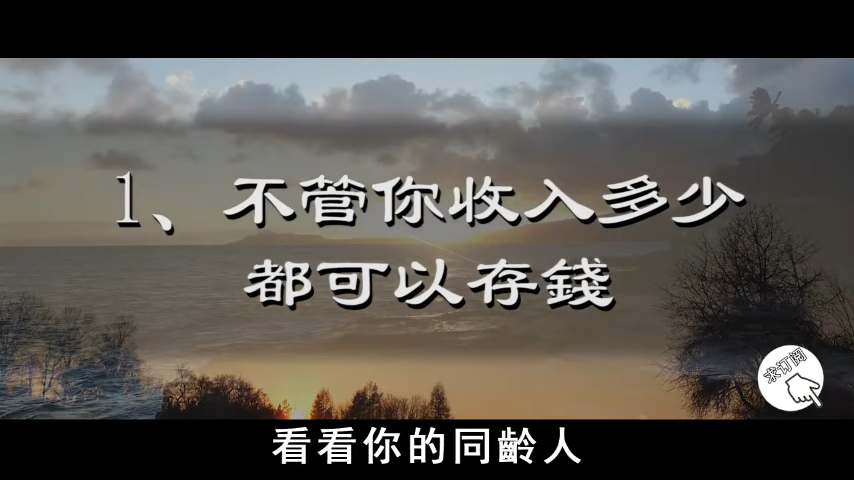 1、不管你收入多少
都可以存錢
求订阅
看看你的同齡人